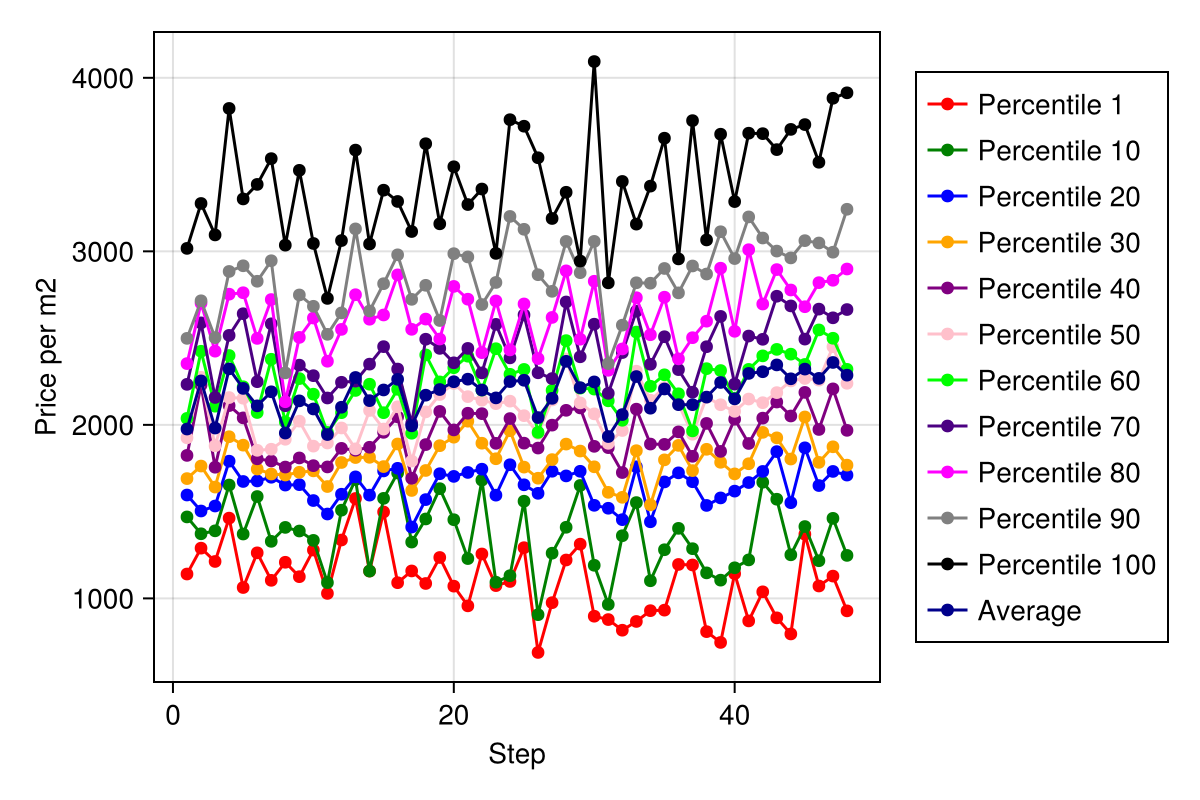 4000
3000
2000
1000
Price per m2
0
20
40
Step
Percentile 1
Percentile 10
Percentile 20
Percentile 30
Percentile 40
Percentile 50
Percentile 60
Percentile 70
Percentile 80
Percentile 90
Percentile 100
Average